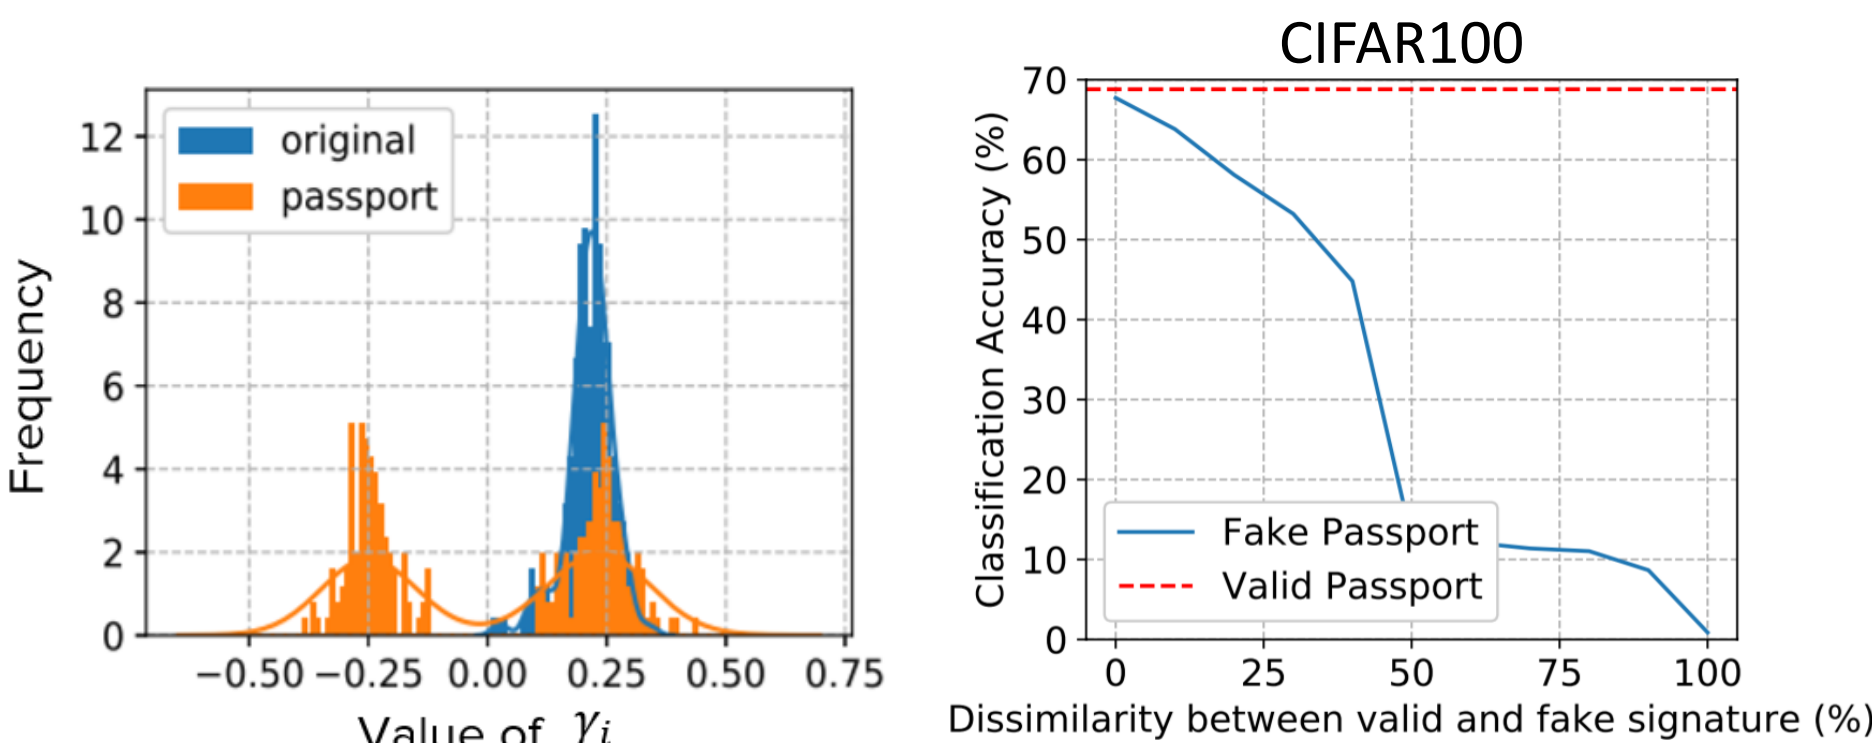 original
passport
12
10
8
6
4
2
0
Frequency
−0.50 −0.25 0.00 0.25 0.50 0.75
Value of γi
CIFAR100
70
60
50
40
30
20
10
0
Classification Accuracy (%)
Fake Passport
Valid Passport
0 25 50 75 100
Dissimilarity between valid and fake signature (%)